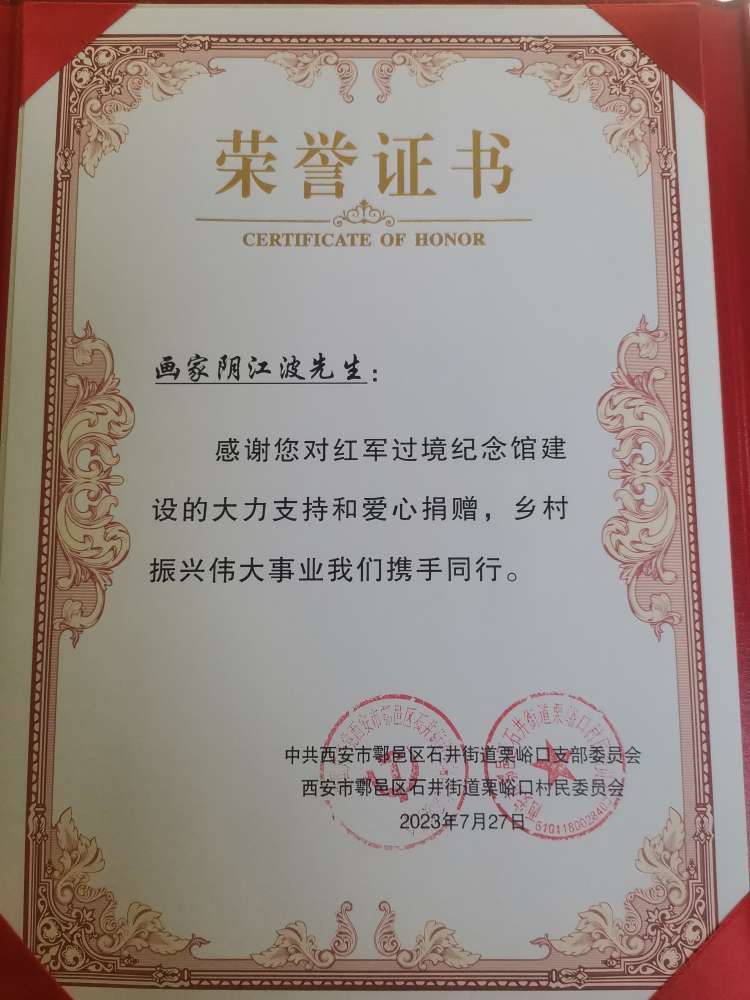 荣誉证书
CERTIFICATE OF HONOR
画家阴江波先生：
感谢您对红军过境纪念馆建
设的大力支持和爱心捐赠，乡村
振兴伟大事业我们携手同行。
中共西安市鄠邑区石井街道栗峪口支部委员会
西安市鄠邑区石井街道栗峪口村民委员会
2023年7月27日